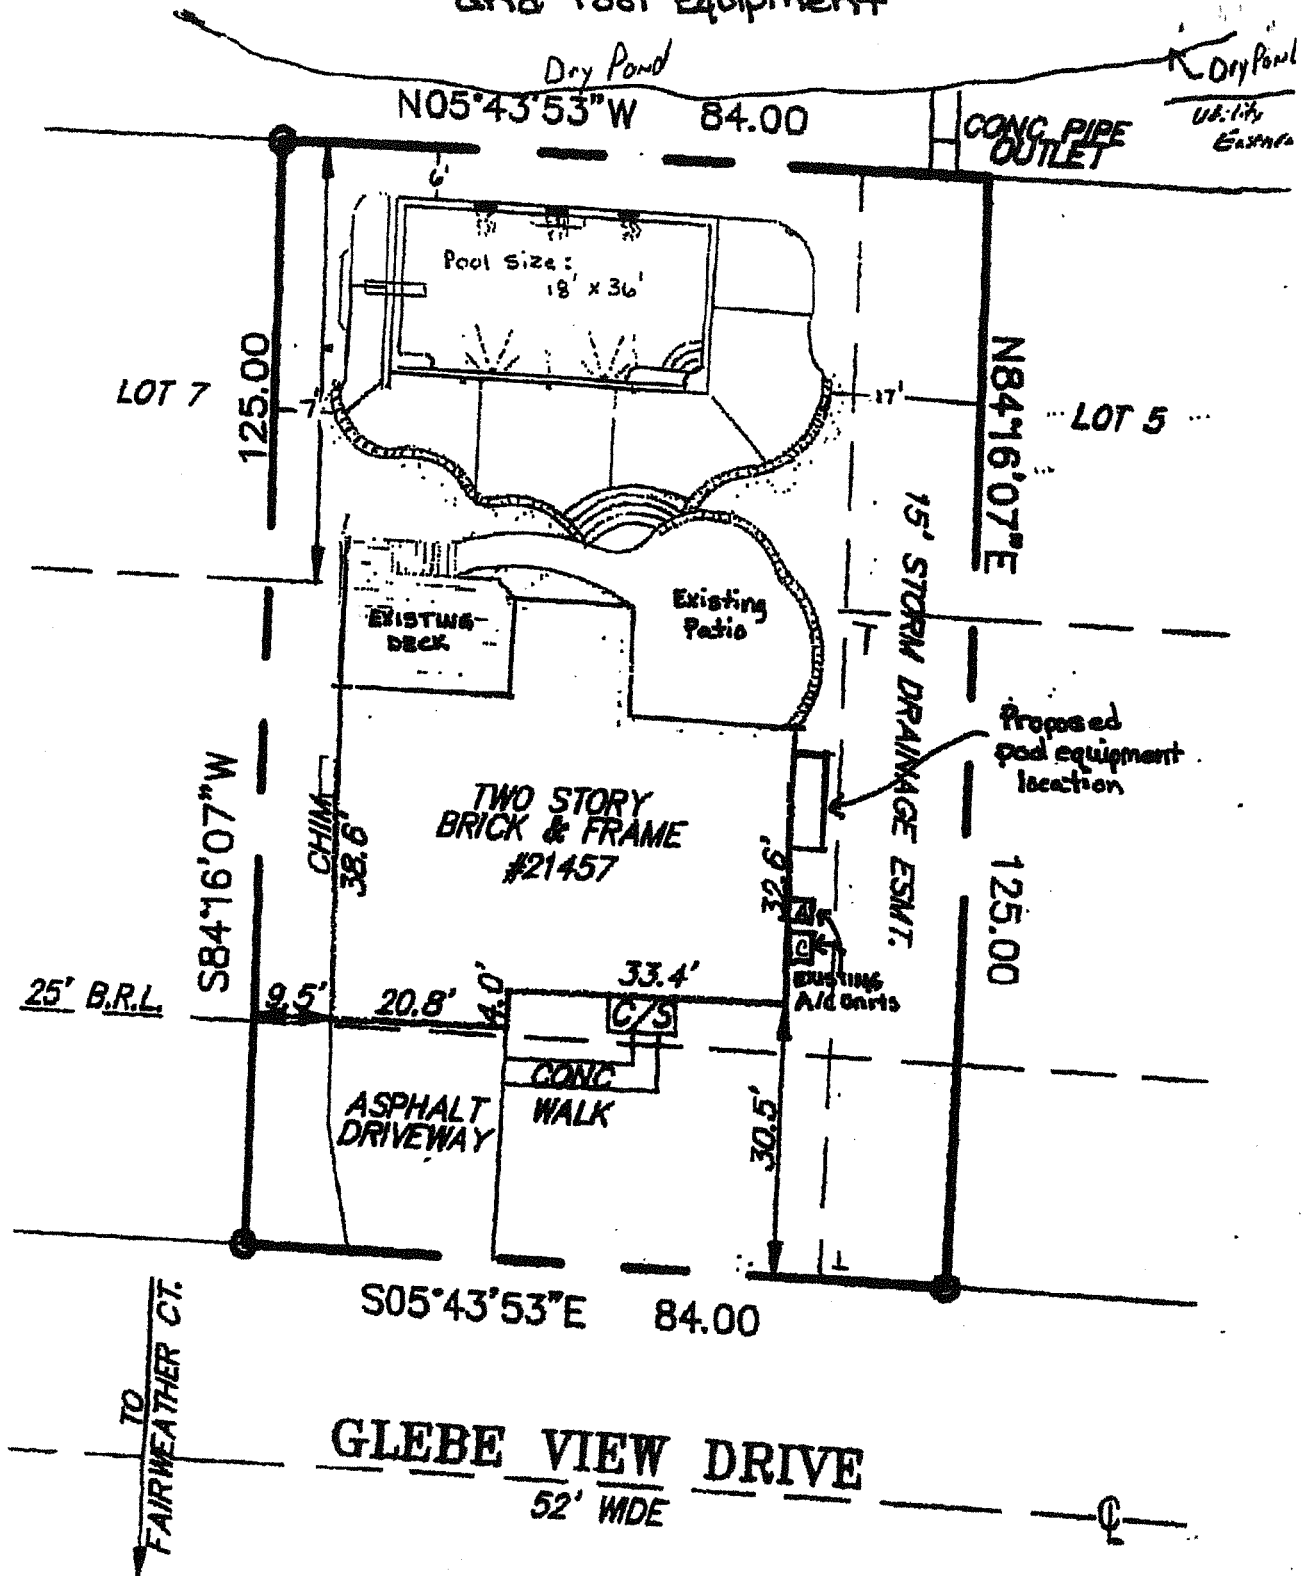 and Pool Equipment
Dry Pond
Dry Pond
Utility
N05°43'53"W 84.00
CONC PIPE
OUTLET
6'
Pool Size:
18' x 36'
LOT 7
125.00
7'
17'
N84°16'07"E
LOT 5
15' STORM DRAINAGE ESMT.
EXISTING
DECK
Existing
Patio
Proposed
pool equipment
location
S84°16'07"W
CHIM
38.6'
TWO STORY
BRICK & FRAME
#21457
32.6'
125.00
EXISTING
A/C Units
25' B.R.L.
9.5'
20.8'
4.0'
33.4'
C/S
CONC
WALK
ASPHALT
DRIVEWAY
30.5'
S05°43'53"E 84.00
TO
FAIRWEATHER CT.
GLEBE VIEW DRIVE
52' WIDE